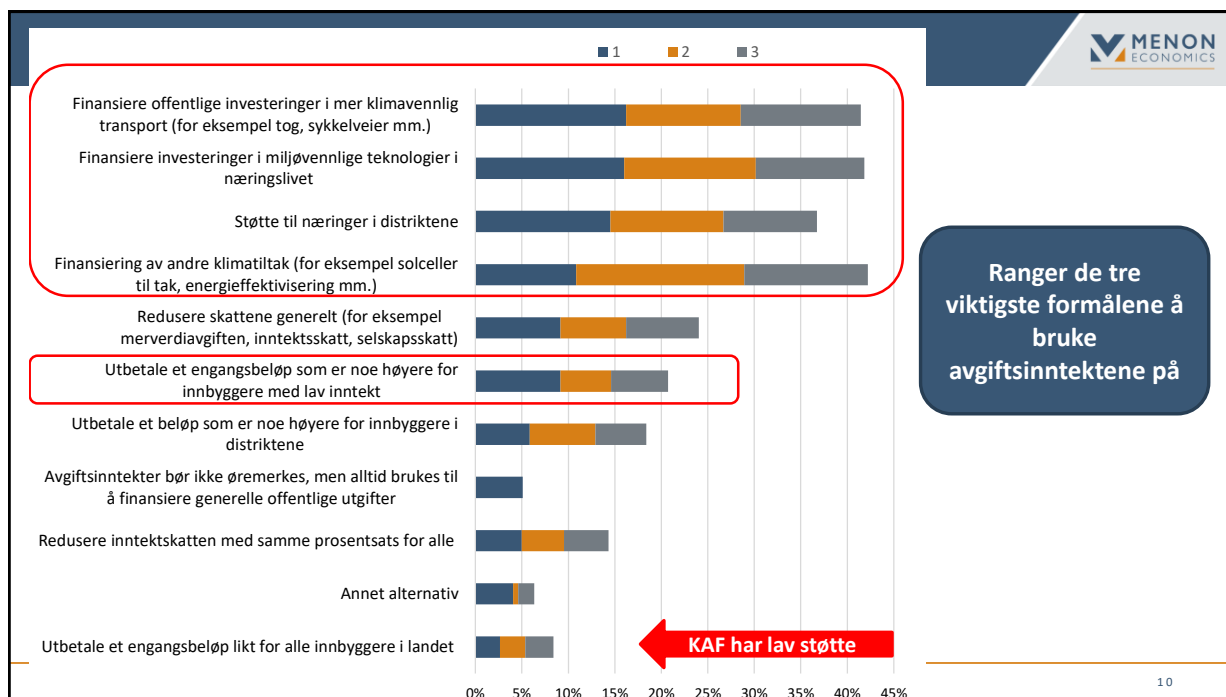 1 2 3
MENON
ECONOMICS
Finansiere offentlige investeringer i mer klimavennlig
transport (for eksempel tog, sykkelveier mm.)
Finansiere investeringer i miljøvennlige teknologier i
næringslivet
Støtte til næringer i distriktene
Finansiering av andre klimatiltak (for eksempel solceller
til tak, energieffektivisering mm.)
Redusere skattene generelt (for eksempel
merverdiavgiften, inntektsskatt, selskapsskatt)
Utbetale et engangsbeløp som er noe høyere for
innbyggere med lav inntekt
Utbetale et beløp som er noe høyere for innbyggere i
distriktene
Avgiftsinntekter bør ikke øremerkes, men alltid brukes til
å finansiere generelle offentlige utgifter
Redusere inntektskatten med samme prosentsats for alle
Annet alternativ
Utbetale et engangsbeløp likt for alle innbyggere i landet
KAF har lav støtte
0% 5% 10% 15% 20% 25% 30% 35% 40% 45%
Ranger de tre
viktigste formålene å
bruke
avgiftsinntektene på
10